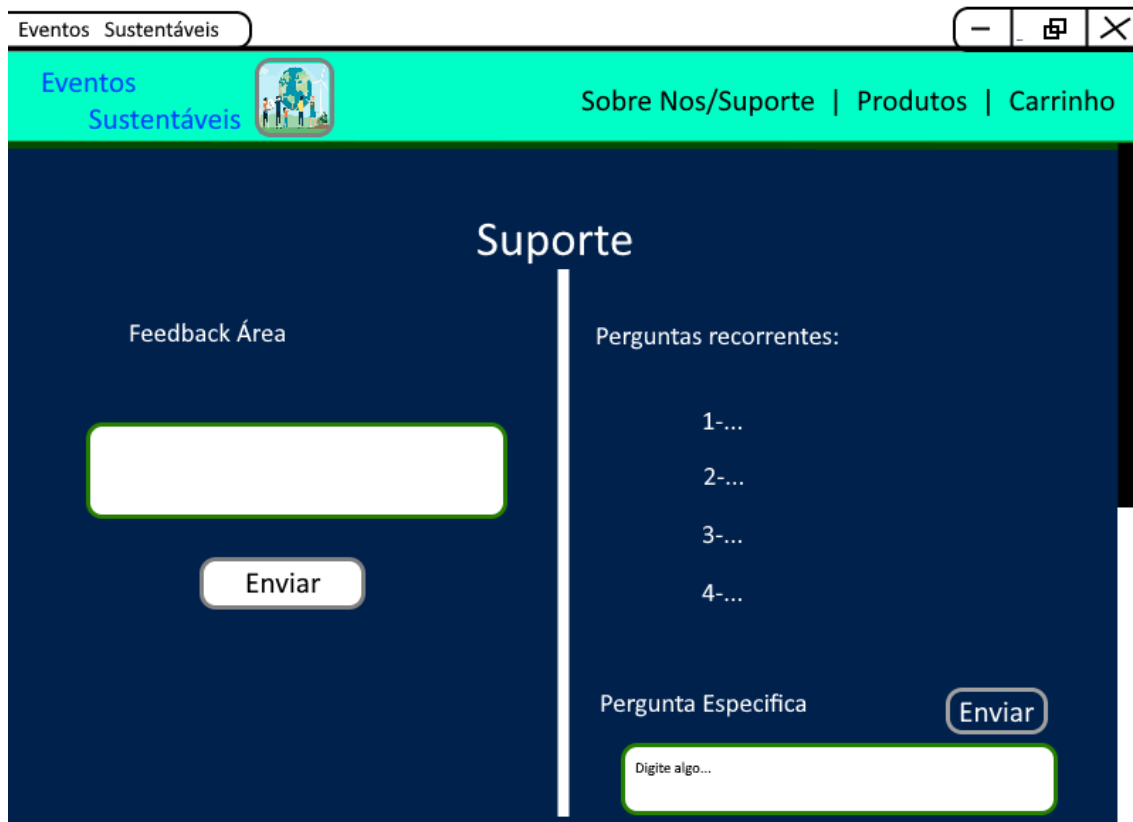 Eventos Sustentáveis
Eventos
Sustentáveis
Sobre Nos/Suporte | Produtos | Carrinho
Suporte
Feedback Área
Enviar
Perguntas recorrentes:
1-...
2-...
3-...
4-...
Pergunta Especifica
Enviar
Digite algo...